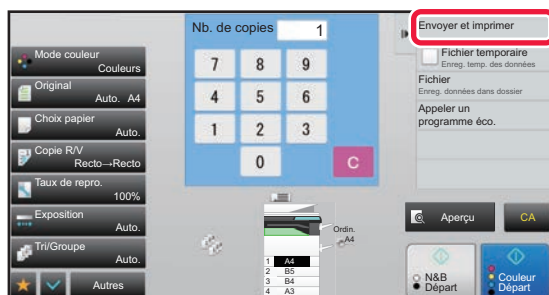 Nb. de copies 1
Envoyer et imprimer
Mode couleur
Couleurs
Original
Auto. A4
Choix papier
Auto.
Copie R/V
Recto→Recto
Taux de repro.
100%
Exposition
Auto.
Tri/Groupe
Auto.
Autres
7 8 9
4 5 6
1 2 3
0 C
Ordin.
A4
1 A4
2 B5
3 B4
4 A3
Fichier temporaire
Enreg. temp. des données
Fichier
Enreg. données dans dossier
Appeler un
programme éco.
Aperçu
CA
N&B
Départ
Couleur
Départ